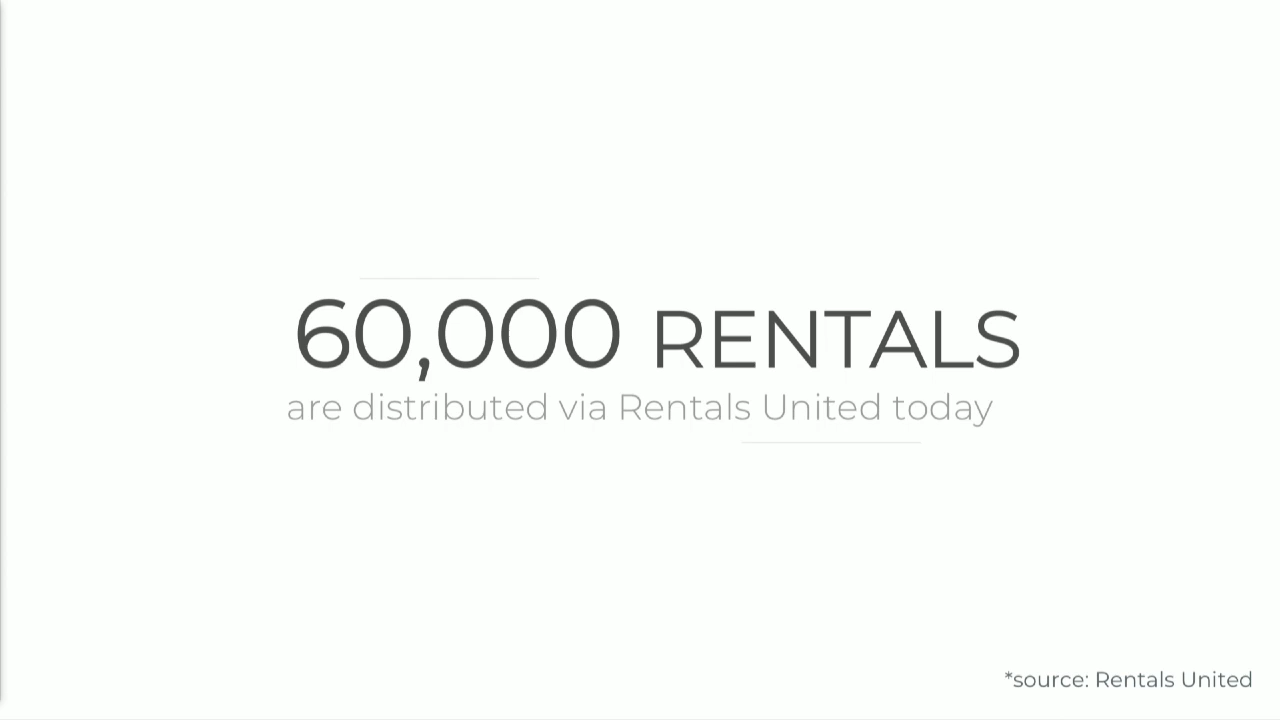 60,000 RENTALS
are distributed via Rentals United today
*source: Rentals United